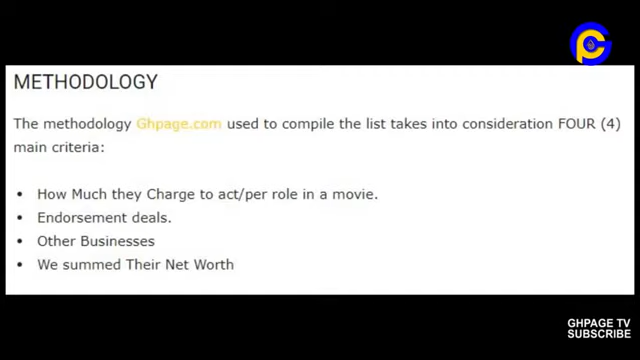 METHODOLOGY
The methodology Ghpage.com used to compile the list takes into consideration FOUR (4)
main criteria:
• How Much they Charge to act/per role in a movie.
• Endorsement deals.
• Other Businesses
• We summed Their Net Worth
GHPAGE TV
SUBSCRIBE